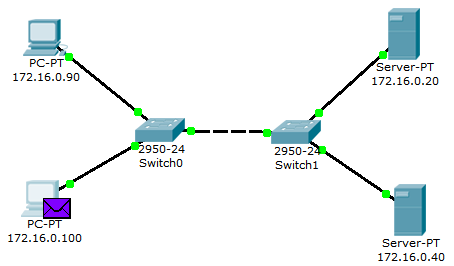 PC-PT
172.16.0.90
Server-PT
172.16.0.20
2950-24
Switch0
2950-24
Switch1
PC-PT
172.16.0.100
Server-PT
172.16.0.40